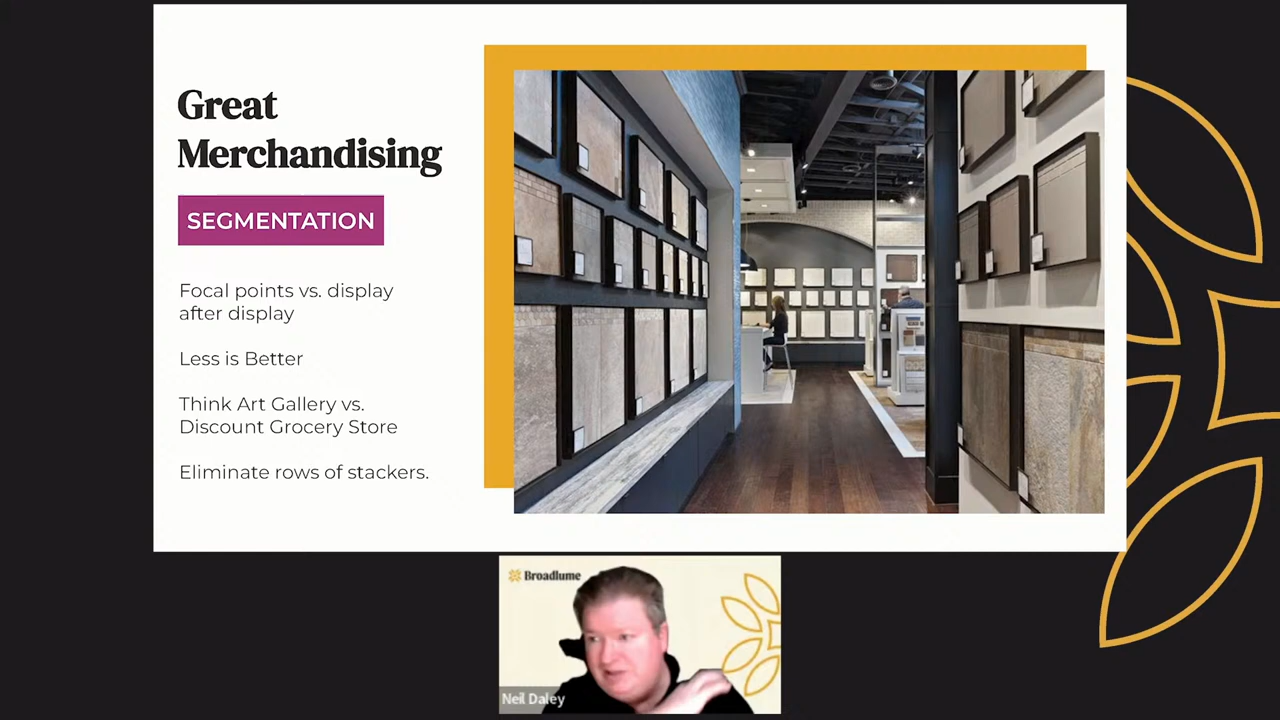 Great
Merchandising
SEGMENTATION
Focal points vs. display
after display
Less is Better
Think Art Gallery vs.
Discount Grocery Store
Eliminate rows of stackers.
Broadlume
Neil Daley